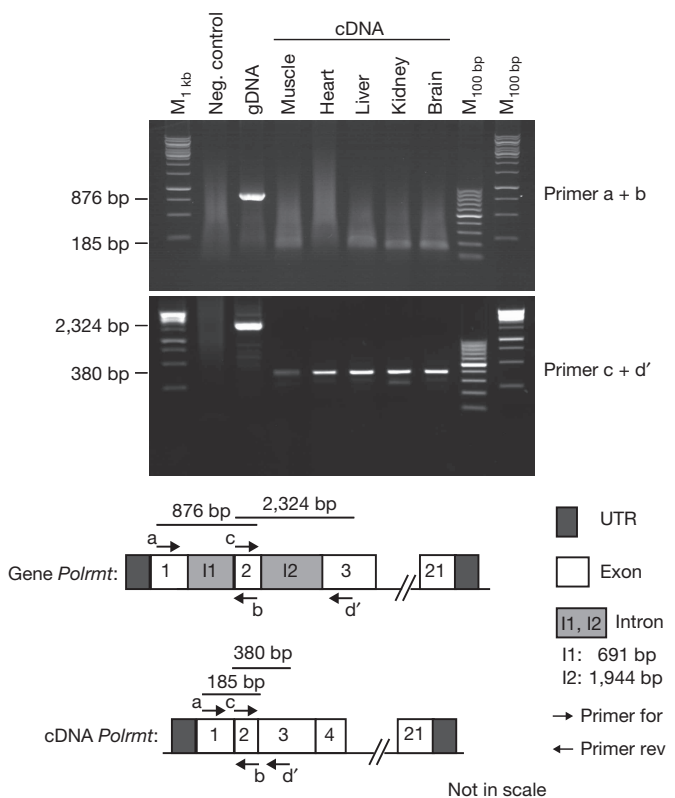 cDNA
M1 kb
Neg. control
gDNA
Muscle
Heart
Liver
Kidney
Brain
M100 bp
M100 bp
876 bp
185 bp
Primer a + b
2,324 bp
380 bp
Primer c + d′
876 bp
2,324 bp
a
c
Gene Polrmt:
1
I1
2
I2
3
21
b
d′
380 bp
185 bp
a
c
cDNA Polrmt:
1
2
3
4
21
b
d′
UTR
Exon
I1, I2
Intron
I1: 691 bp
I2: 1,944 bp
Primer for
Primer rev
Not in scale